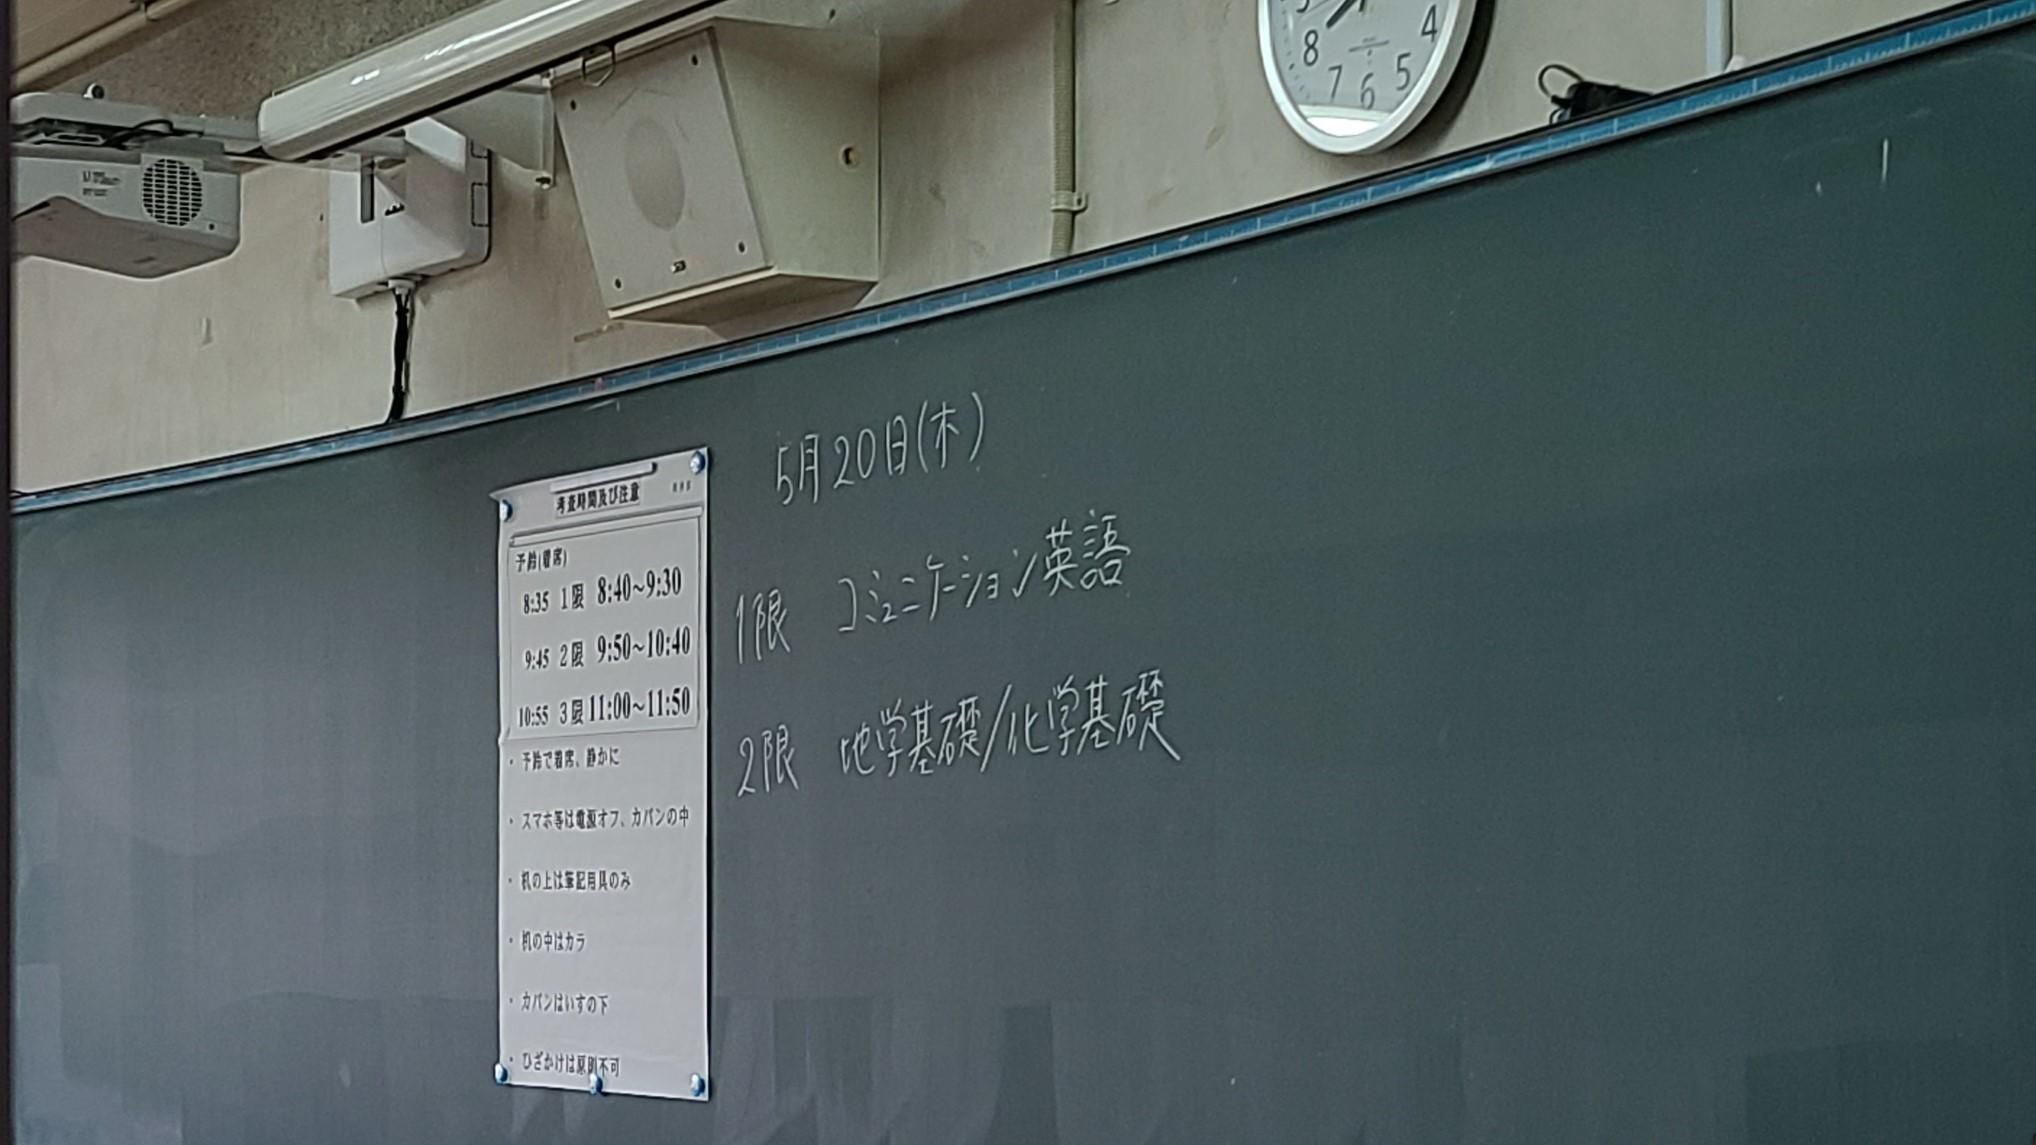 4
5
6
7
8
5月20日(木)
1限 コミュニケーション英語
2限 地学基礎/化学基礎
考査時間及び注意
予鈴(着席)
8:35 1限 8:40~9:30
9:45 2限 9:50~10:40
10:55 3限 11:00~11:50
・予鈴で着席、静かに
・スマホ等は電源オフ、カバンの中
・机の上は筆記用具のみ
・机の中はカラ
・カバンはいすの下
・ひざかけは原則不可